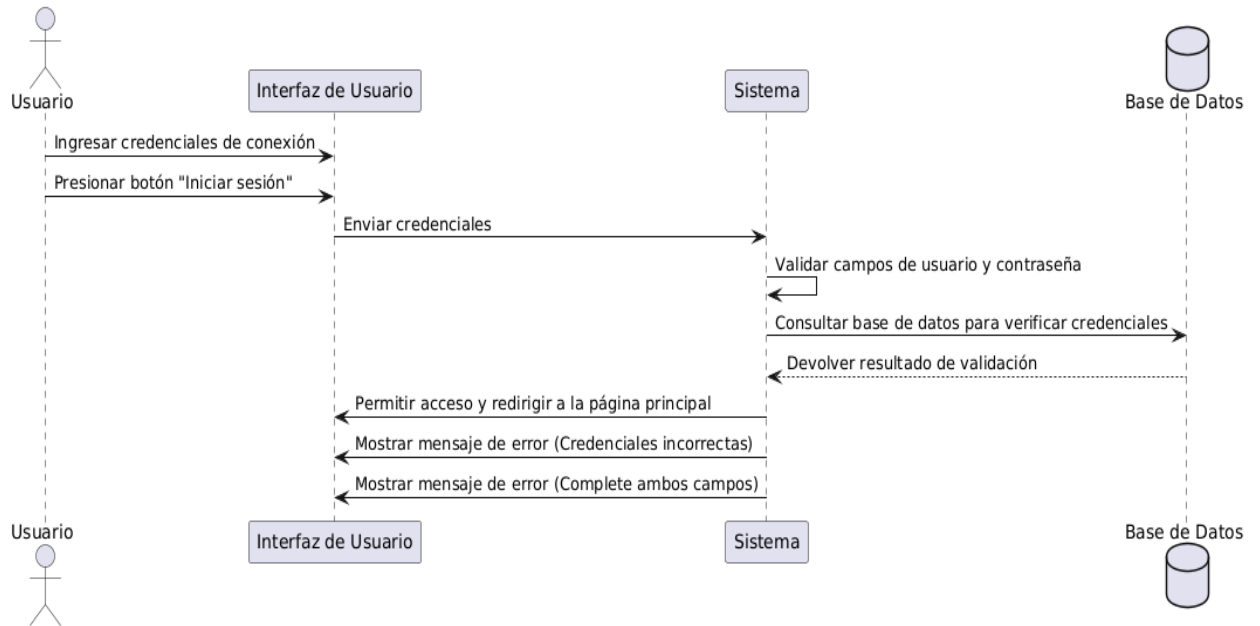 Usuario
Interfaz de Usuario
Sistema
Base de Datos
Ingresar credenciales de conexión
Presionar botón "Iniciar sesión"
Enviar credenciales
Validar campos de usuario y contraseña
Consultar base de datos para verificar credenciales
Devolver resultado de validación
Permitir acceso y redirigir a la página principal
Mostrar mensaje de error (Credenciales incorrectas)
Mostrar mensaje de error (Complete ambos campos)
Usuario
Interfaz de Usuario
Sistema
Base de Datos